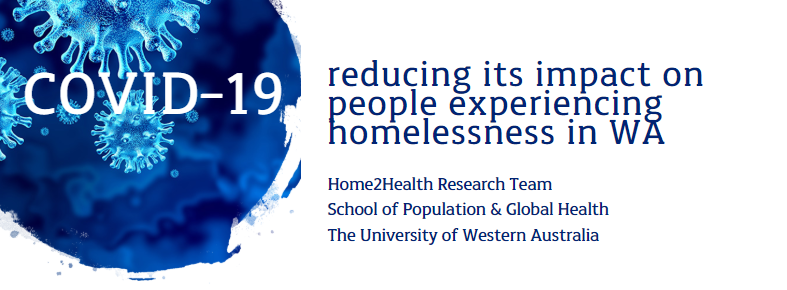 COVID-19
reducing its impact on
people experiencing
homelessness in WA
Home2Health Research Team
School of Population & Global Health
The University of Western Australia